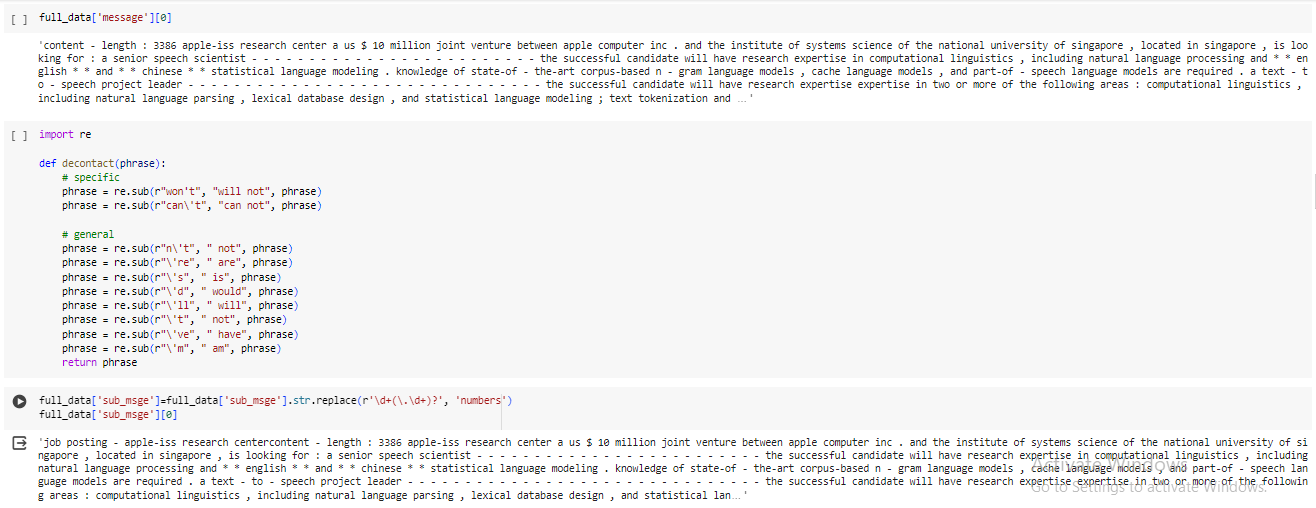 [ ] full_data['message'][0]
'content - length : 3386 apple-iss research center a us $ 10 million joint venture between apple computer inc . and the institute of systems science of the national university of singapore , located in singapore , is loo
king for : a senior speech scientist - - - - - - - - - - - - - - - - - - - - - - - - - the successful candidate will have research expertise in computational linguistics , including natural language processing and * * en
glish * * and * * chinese * * statistical language modeling . knowledge of state-of - the-art corpus-based n - gram language models , cache language models , and part-of - speech language models are required . a text - t
o - speech project leader - - - - - - - - - - - - - - - - - - - - - - - - - - - - - - - the successful candidate will have research expertise expertise in two or more of the following areas : computational linguistics ,
including natural language parsing , lexical database design , and statistical language modeling ; text tokenization and ...'
[ ] import re
def decontact(phrase):
# specific
phrase = re.sub(r"won't", "will not", phrase)
phrase = re.sub(r"can\'t", "can not", phrase)
# general
phrase = re.sub(r"n\'t", " not", phrase)
phrase = re.sub(r"\'re", " are", phrase)
phrase = re.sub(r"\'s", " is", phrase)
phrase = re.sub(r"\'d", " would", phrase)
phrase = re.sub(r"\'ll", " will", phrase)
phrase = re.sub(r"\'t", " not", phrase)
phrase = re.sub(r"\'ve", " have", phrase)
phrase = re.sub(r"\'m", " am", phrase)
return phrase
full_data['sub_msge']=full_data['sub_msge'].str.replace(r'\d+(\.\d+)?', 'numbers')
full_data['sub_msge'][0]
'job posting - apple-iss research centercontent - length : 3386 apple-iss research center a us $ 10 million joint venture between apple computer inc . and the institute of systems science of the national university of si
ngapore , located in singapore , is looking for : a senior speech scientist - - - - - - - - - - - - - - - - - - - - - - - - - the successful candidate will have research expertise in computational linguistics , including
natural language processing and * * english * * and * * chinese * * statistical language modeling . knowledge of state-of - the-art corpus-based n - gram language models , cache language models , and part-of - speech lan
guage models are required . a text - to - speech project leader - - - - - - - - - - - - - - - - - - - - - - - - - - - - - - - the successful candidate will have research expertise expertise in two or more of the followin
g areas : computational linguistics , including natural language parsing , lexical database design , and statistical lan...'
Activate Windows
Go to Settings to activate Windows.